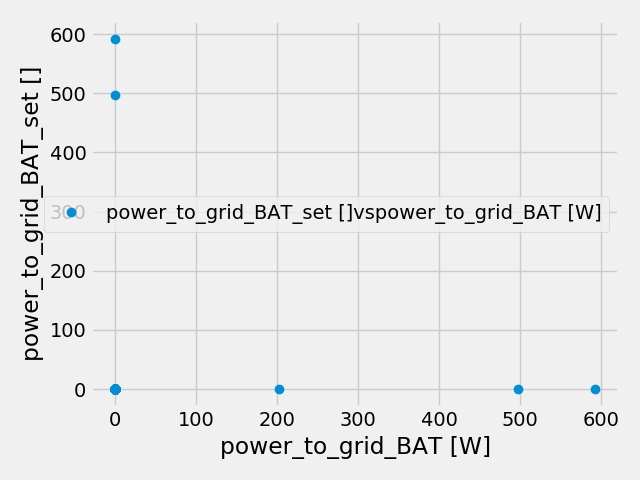 600
500
400
300
200
100
0
power_to_grid_BAT_set []
power_to_grid_BAT_set []vspower_to_grid_BAT [W]
0 100 200 300 400 500 600
power_to_grid_BAT [W]